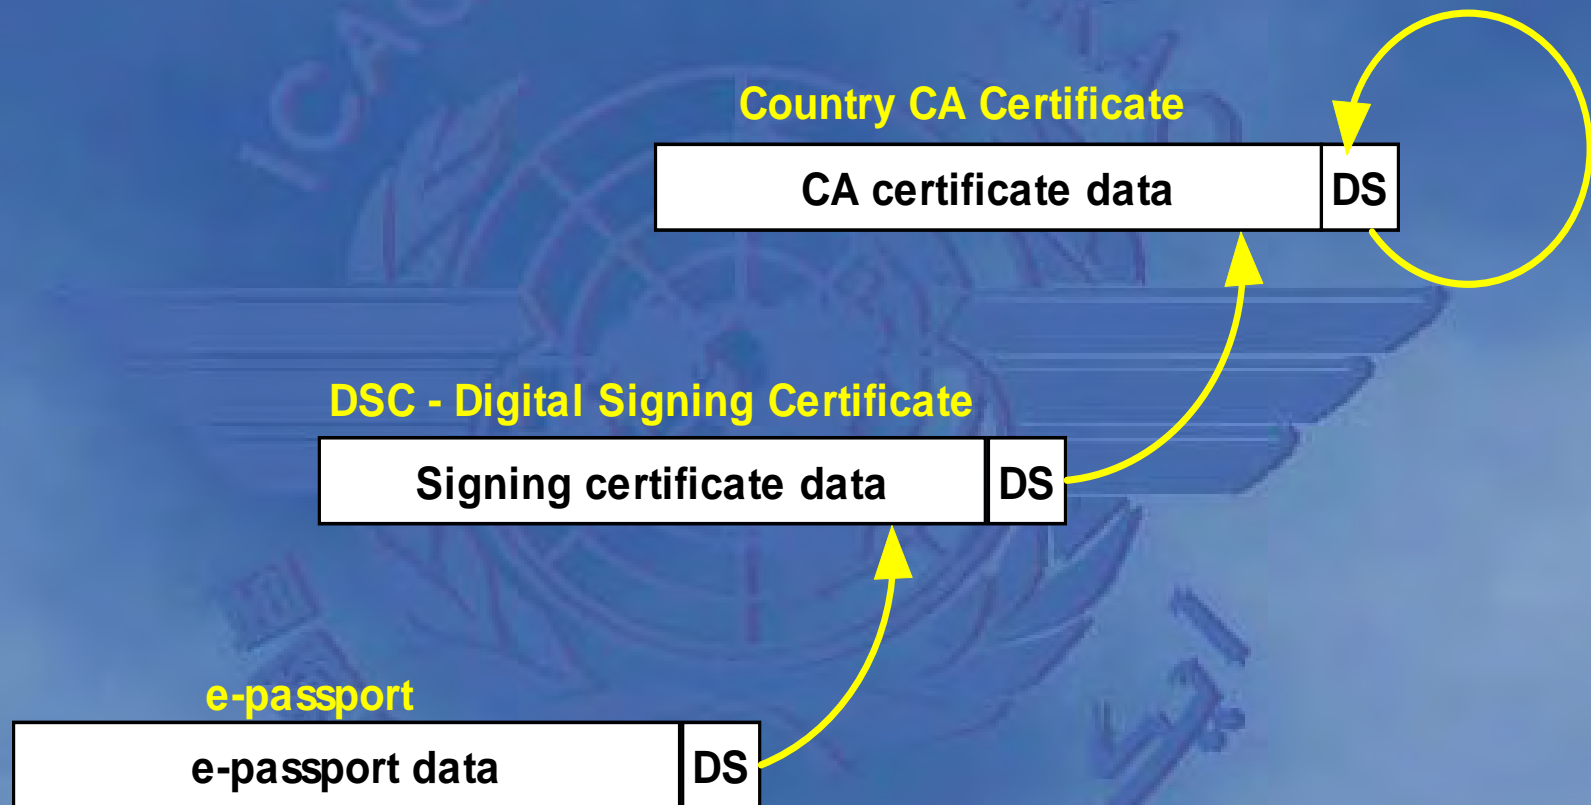 ICAO
Country CA Certificate
CA certificate data DS
DSC - Digital Signing Certificate
Signing certificate data DS
e-passport
e-passport data DS